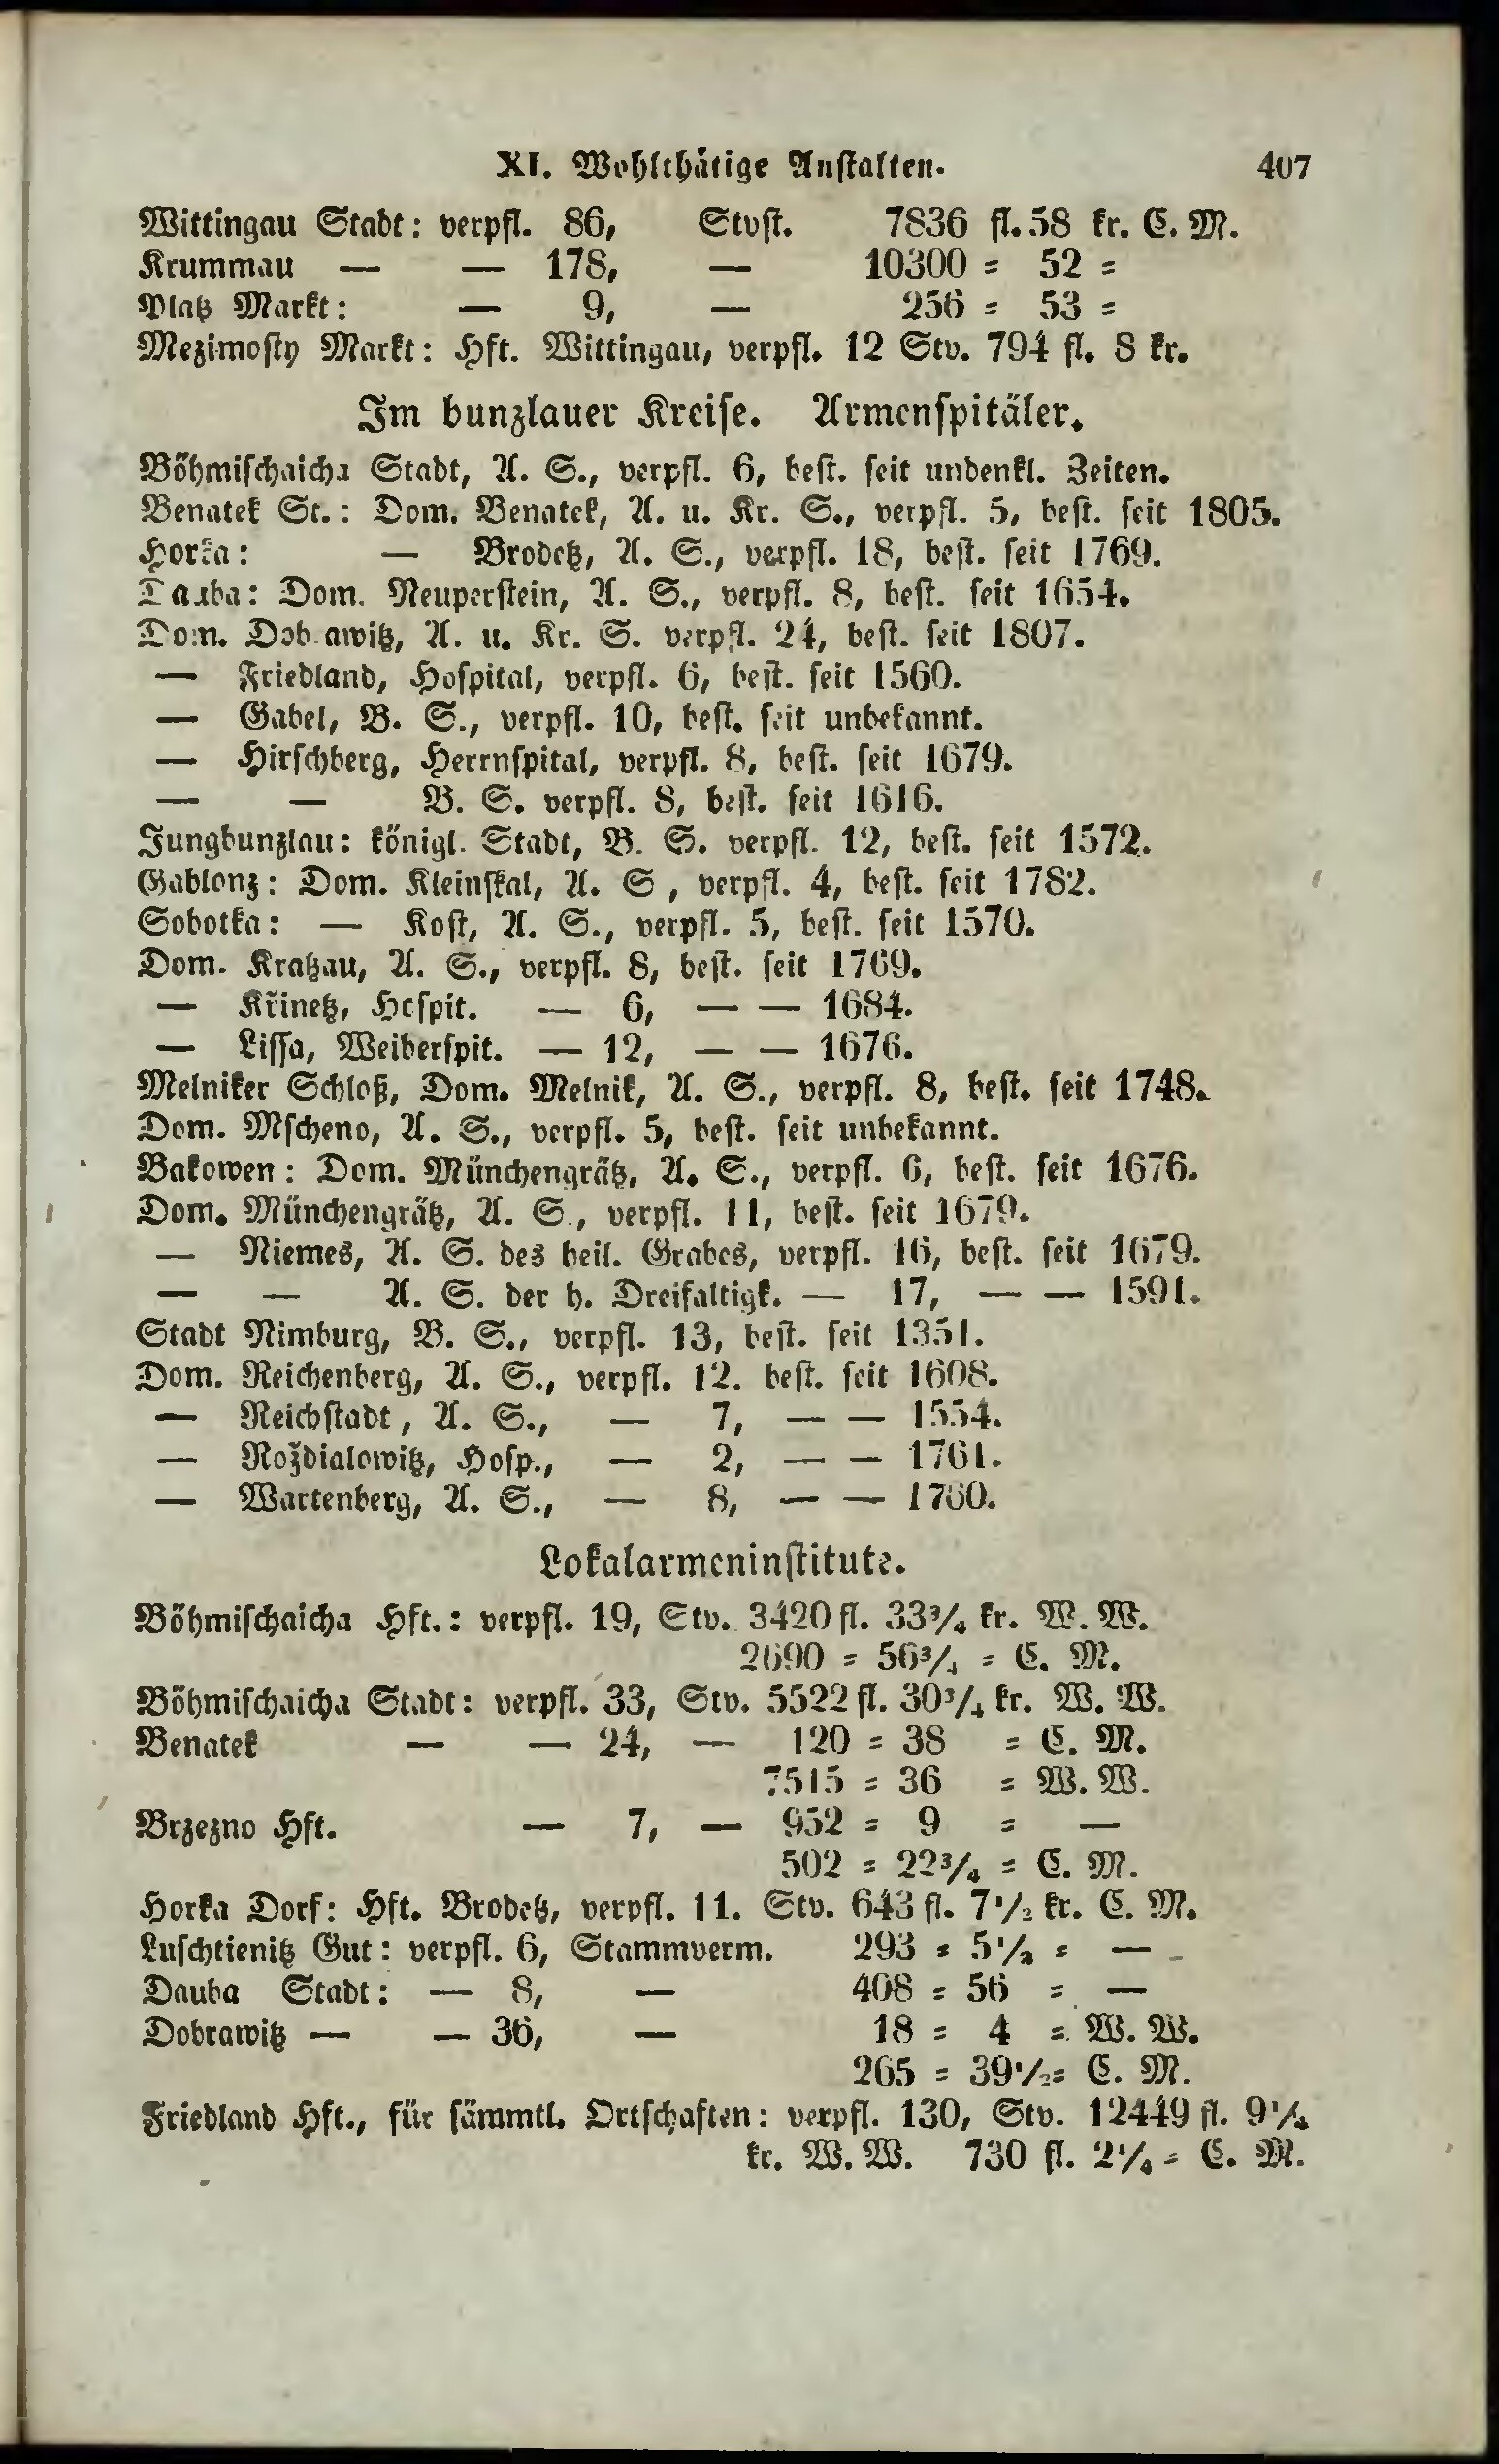 XI. Wohlthätige Anstalten. 407
Wittingau Stadt: verpfl. 86, Stvst. 7836 fl. 58 kr. C. M.
Krummau — — 178, — 10300 = 52 =
Platz Markt: — 9, — 256 = 53 =
Mezimosty Markt: Hft. Wittingau, verpfl. 12 Stv. 794 fl. 8 kr.
Im bunzlauer Kreise. Armenspitäler.
Böhmischaicha Stadt, A. S., verpfl. 6, best. seit undenkl. Zeiten.
Benatek St.: Dom. Benatek, A. u. Kr. S., verpfl. 5, best. seit 1805.
Horka: — Brodetz, A. S., verpfl. 18, best. seit 1769.
Dauba: Dom. Neuperstein, A. S., verpfl. 8, best. seit 1654.
Dom. Dobrawitz, A. u. Kr. S. verpfl. 24, best. seit 1807.
— Friedland, Hospital, verpfl. 6, best. seit 1560.
— Gabel, B. S., verpfl. 10, best. seit unbekannt.
— Hirschberg, Herrnspital, verpfl. 8, best. seit 1679.
— — B. S. verpfl. 8, best. seit 1616.
Jungbunzlau: königl. Stadt, B. S. verpfl. 12, best. seit 1572.
Gablonz: Dom. Kleinskal, A. S, verpfl. 4, best. seit 1782.
Sobotka: — Kost, A. S., verpfl. 5, best. seit 1570.
Dom. Kratzau, A. S., verpfl. 8, best. seit 1769.
— Křinetz, Hospit. — 6, — — 1684.
— Lissa, Weiberspit. — 12, — — 1676.
Melniker Schloß, Dom. Melnik, A. S., verpfl. 8, best. seit 1748.
Dom. Mscheno, A. S., verpfl. 5, best. seit unbekannt.
Bakowen: Dom. Münchengrätz, A. S., verpfl. 6, best. seit 1676.
Dom. Münchengrätz, A. S., verpfl. 11, best. seit 1679.
— Niemes, A. S. des heil. Grabes, verpfl. 16, best. seit 1679.
— — A. S. der h. Dreifaltigk. — 17, — — 1591.
Stadt Nimburg, B. S., verpfl. 13, best. seit 1351.
Dom. Reichenberg, A. S., verpfl. 12. best. seit 1608.
— Reichstadt, A. S., — 7, — — 1554.
— Rožďialowitz, Hosp., — 2, — — 1761.
— Wartenberg, A. S., — 8, — — 1760.
Lokalarmeninstitute.
Böhmischaicha Hft.: verpfl. 19, Stv. 3420 fl. 33¾ kr. W. W.
2690 = 56¾ = C. M.
Böhmischaicha Stadt: verpfl. 33, Stv. 5522 fl. 30¾ kr. W. W.
Benatek — — 24, — 120 = 38 = C. M.
7515 = 36 = W. W.
Brzezno Hft. — 7, — 952 = 9 = —
502 = 22¾ = C. M.
Horka Dorf: Hft. Brodetz, verpfl. 11. Stv. 643 fl. 7½ kr. C. M.
Luschtienitz Gut: verpfl. 6, Stammverm. 293 = 5½ = —
Dauba Stadt: — 8, — 408 = 56 = —
Dobrawitz — — 36, — 18 = 4 = W. W.
265 = 39½ = C. M.
Friedland Hft., für sämmtl. Ortschaften: verpfl. 130, Stv. 12449 fl. 9¼
kr. W. W. 730 fl. 2¼ = C. M.